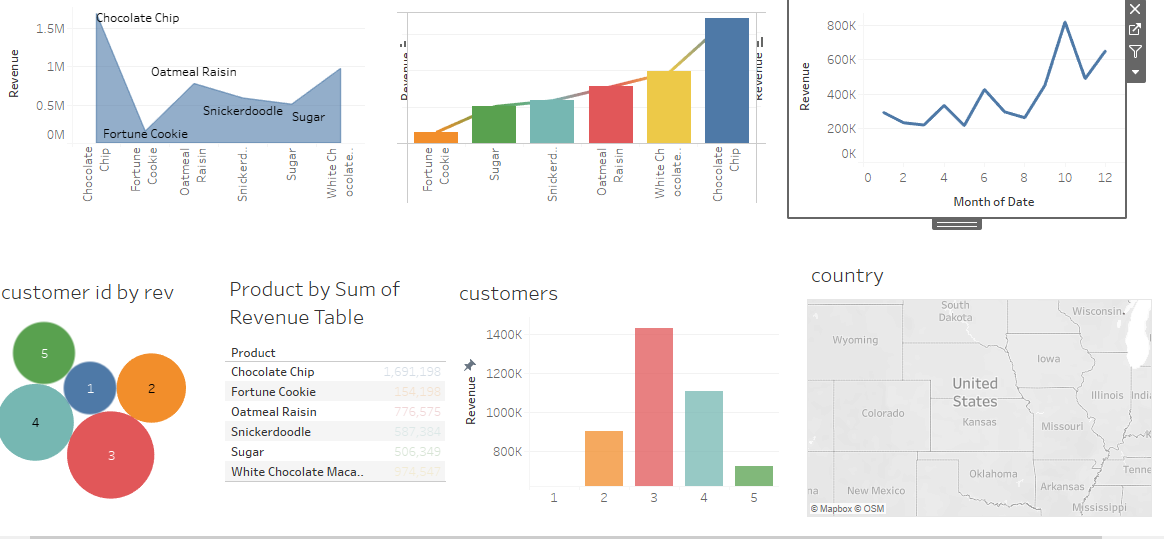 Revenue
1.5M
1M
0.5M
0M
Chocolate Chip
Oatmeal Raisin
Snickerdoodle
Sugar
Fortune Cookie
Chocolate
Chip
Fortune
Cookie
Oatmeal
Raisin
Snickerd..
Sugar
White Ch
ocolate..
Revenue
Revenue
Fortune
Cookie
Sugar
Snickerd..
Oatmeal
Raisin
White Ch
ocolate..
Chocolate
Chip
Revenue
800K
600K
400K
200K
0K
0 2 4 6 8 10 12
Month of Date
customer id by rev
5
1
2
4
3
Product by Sum of
Revenue Table
Product
Chocolate Chip 1,691,198
Fortune Cookie 154,198
Oatmeal Raisin 776,575
Snickerdoodle 587,384
Sugar 506,349
White Chocolate Maca.. 974,547
customers
Revenue
1400K
1200K
1000K
800K
1 2 3 4 5
country
South
Dakota
Wisconsin
Wyoming
Iowa
United
States
Illinois
India
Colorado
Kansas
Missouri
K
Oklahoma
Tenne
Arkansas
na
New Mexico
Mississippi
© Mapbox © OSM